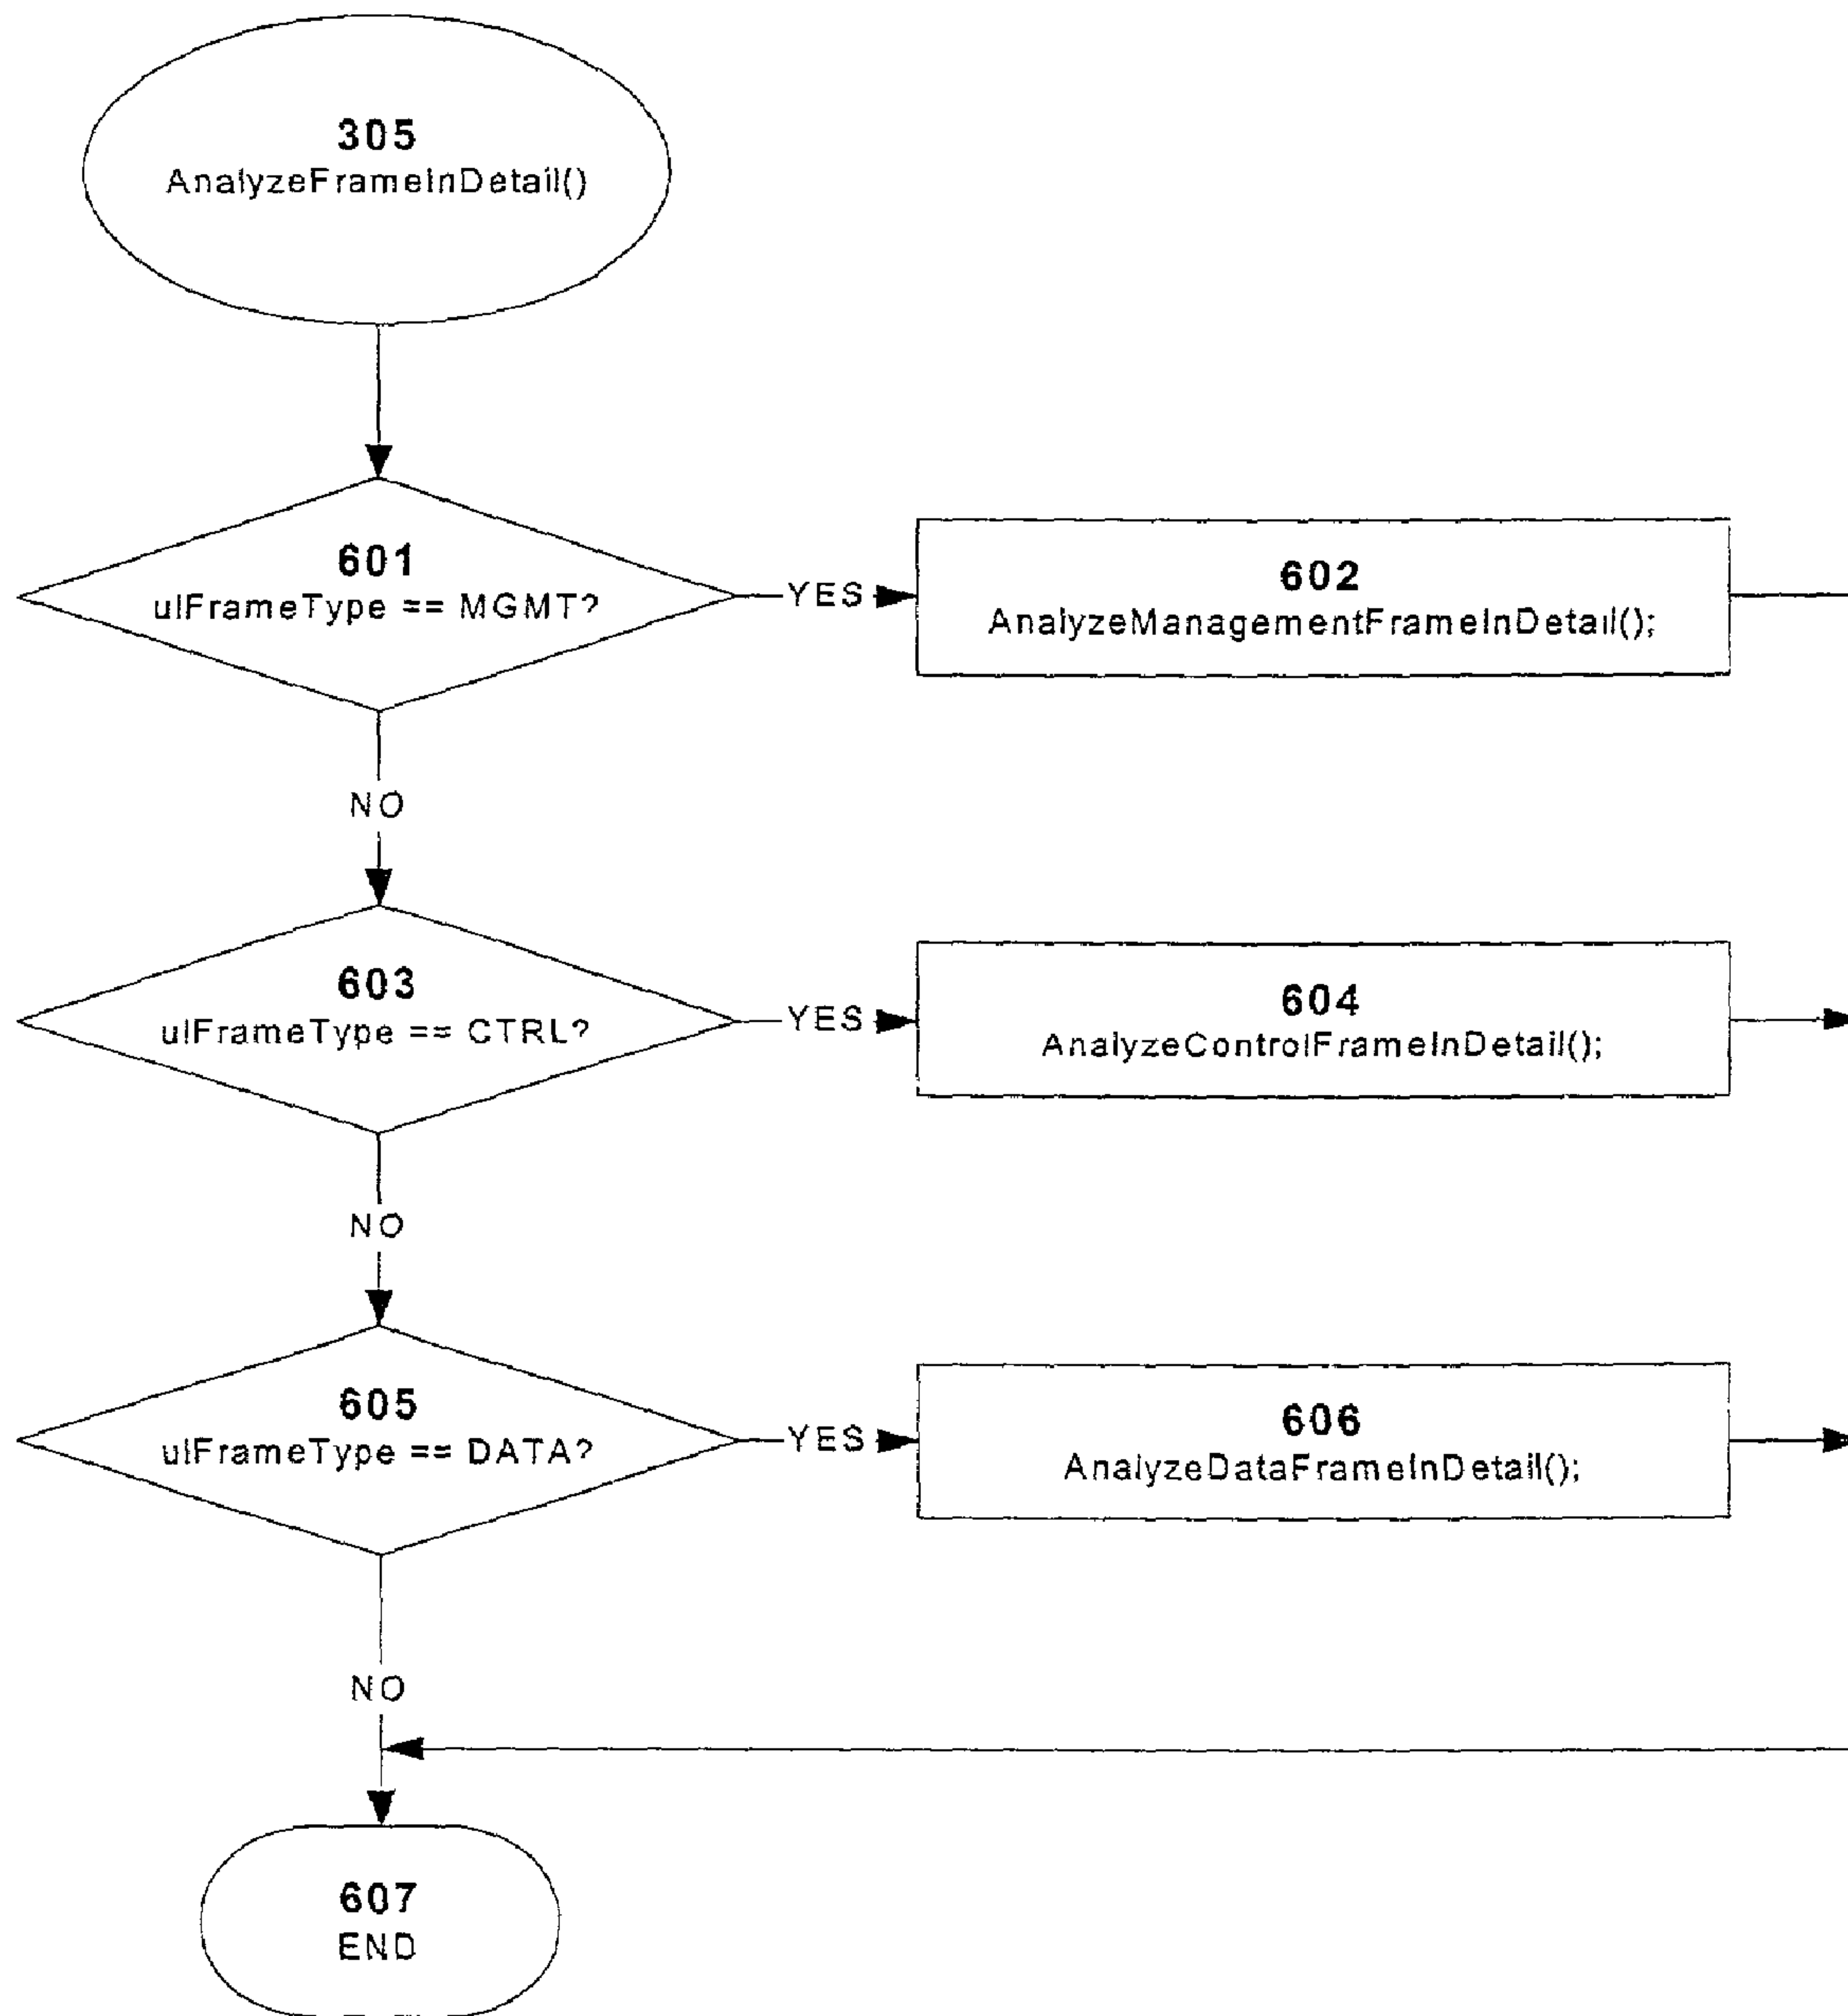 305
AnalyzeFrameInDetail()
601
ulFrameType == MGMT?
YES
602
AnalyzeManagementFrameInDetail();
NO
603
ulFrameType == CTRL?
YES
604
AnalyzeControlFrameInDetail();
NO
605
ulFrameType == DATA?
YES
606
AnalyzeDataFrameInDetail();
NO
607
END